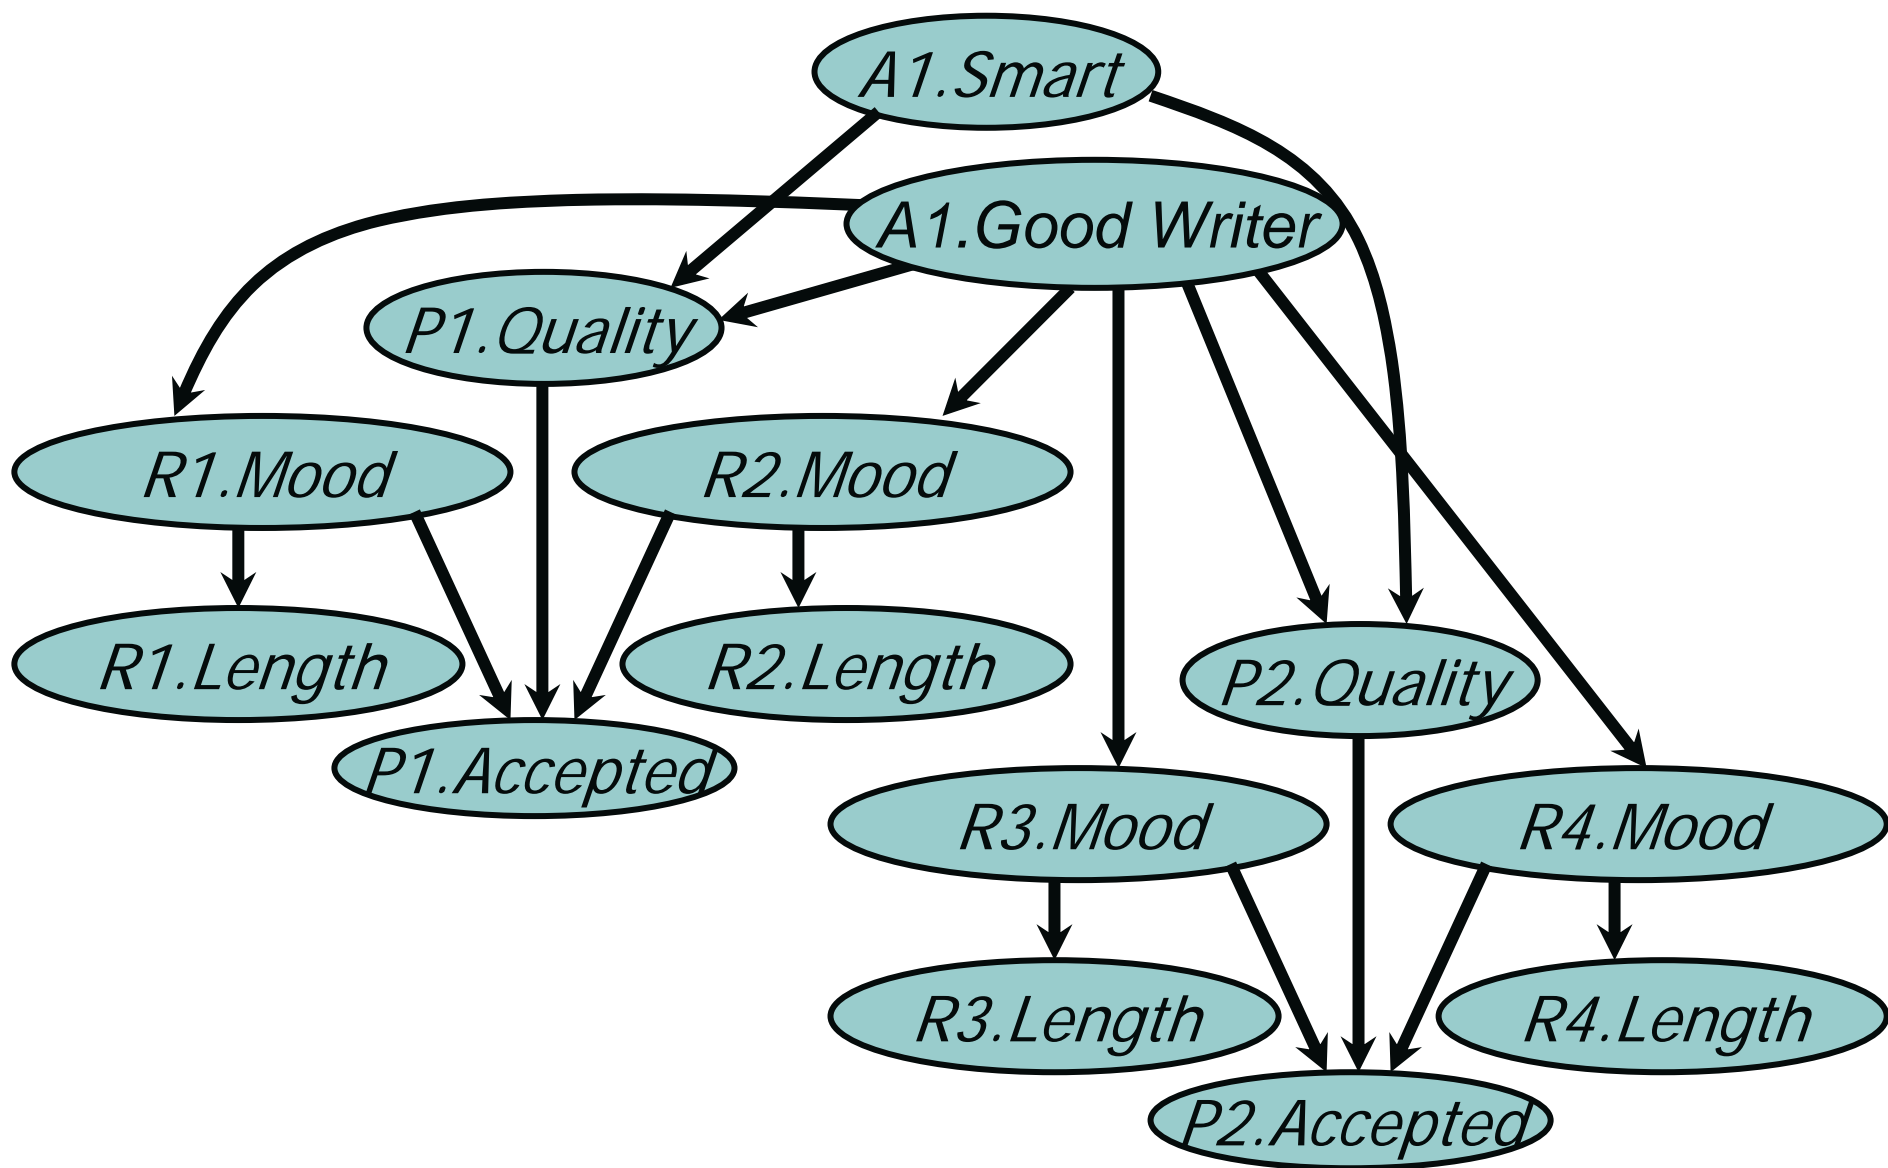 A1.Smart
A1.Good Writer
P1.Quality
R1.Mood
R2.Mood
R1.Length
R2.Length
P2.Quality
P1.Accepted
R3.Mood
R4.Mood
R3.Length
R4.Length
P2.Accepted